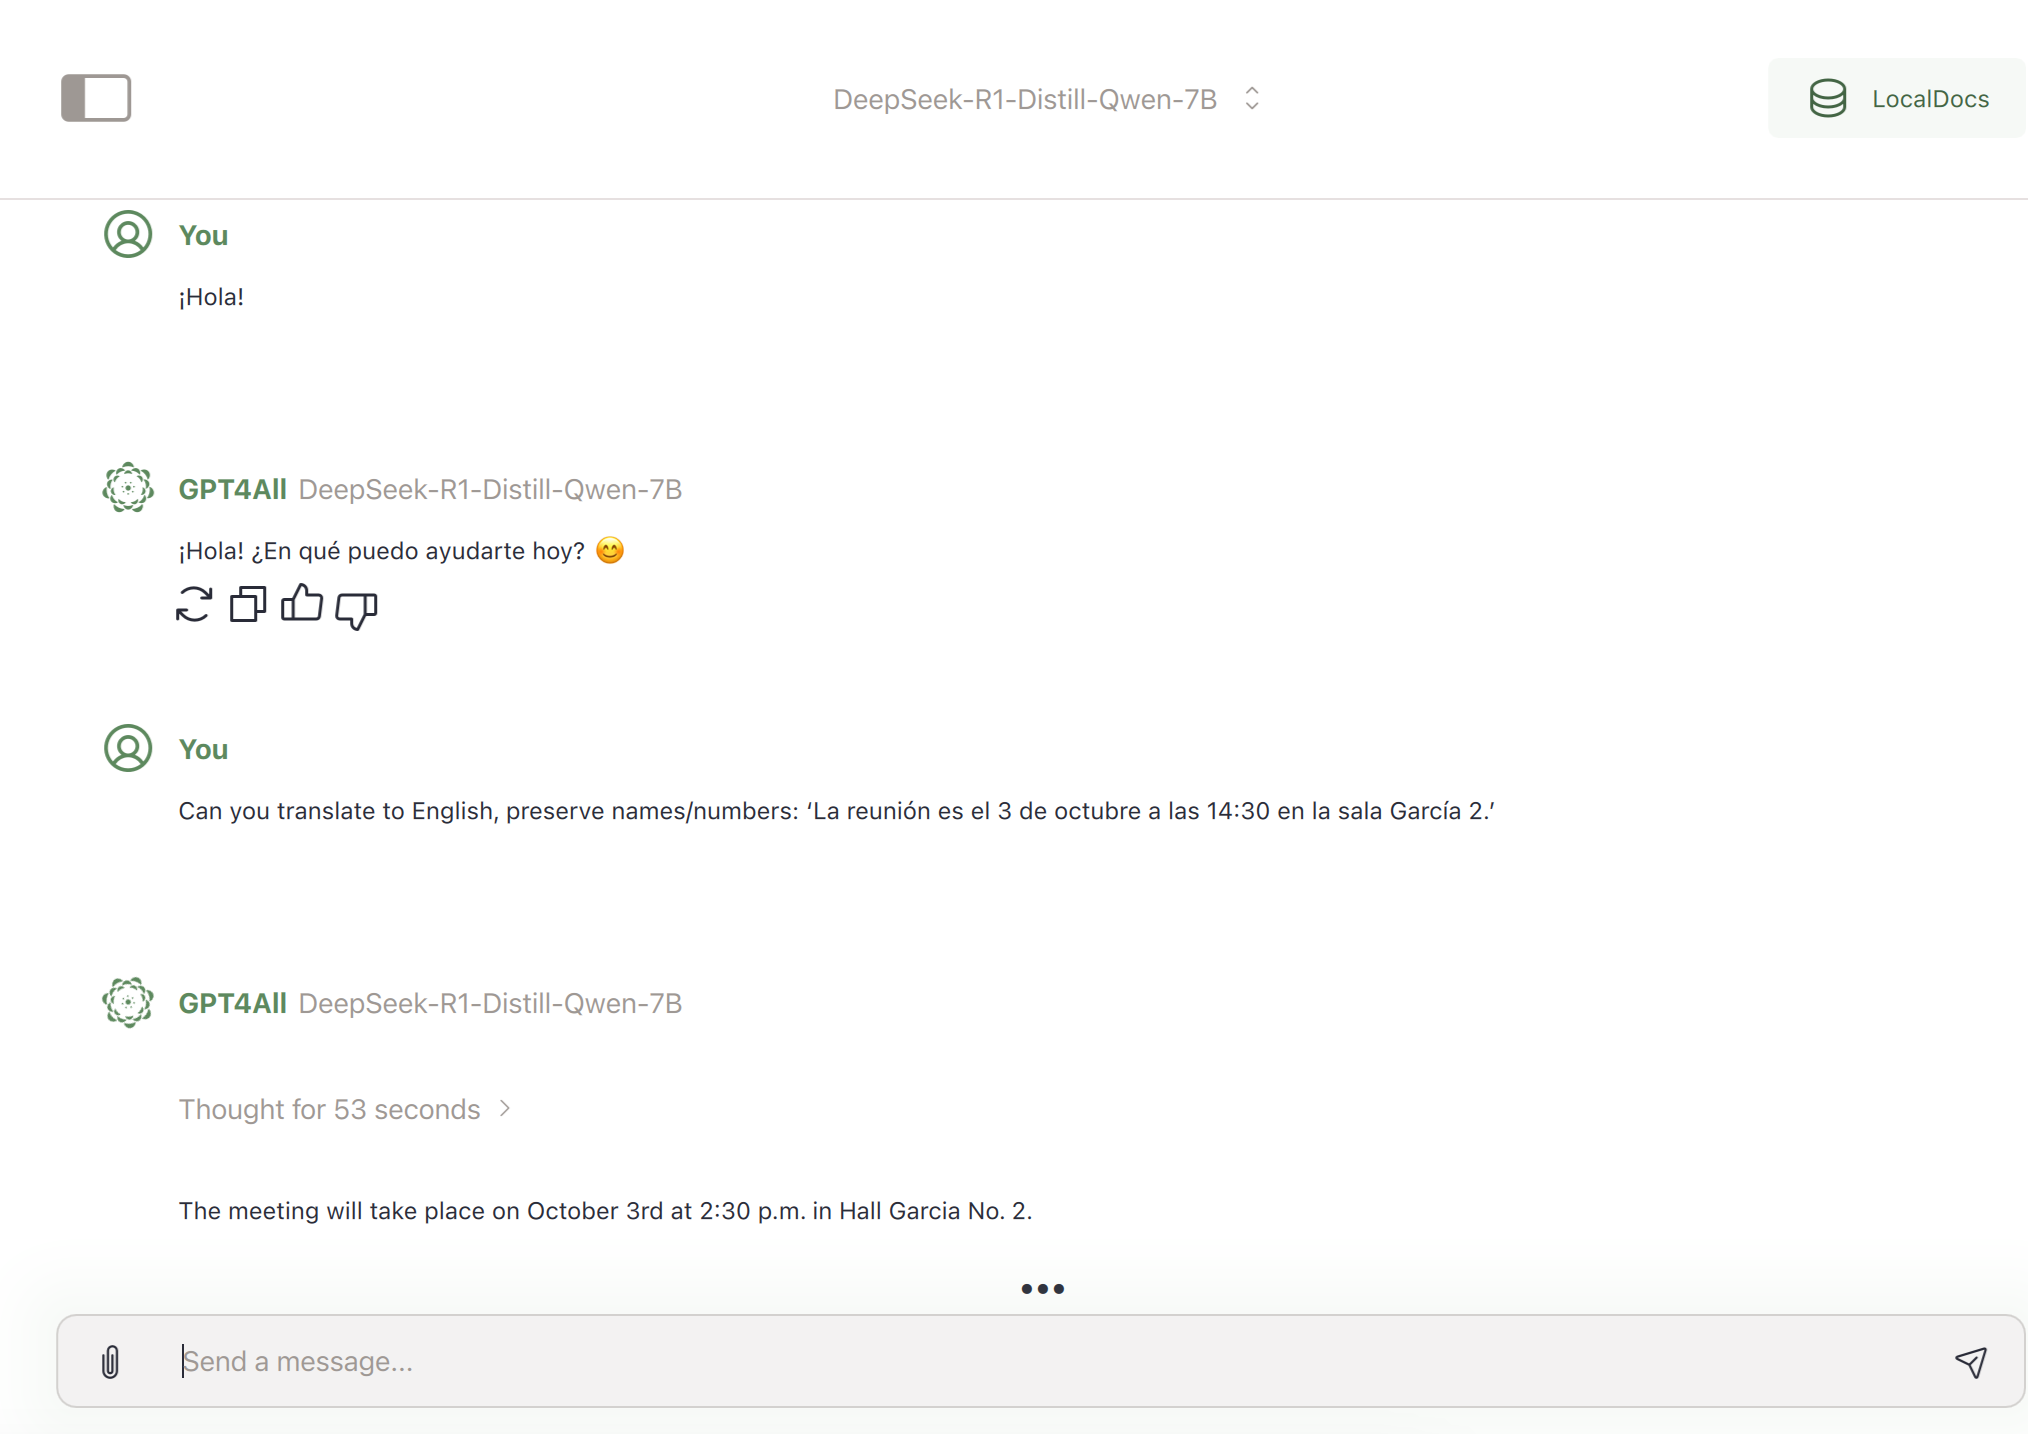 DeepSeek-R1-Distill-Qwen-7B
LocalDocs
You
¡Hola!
GPT4All DeepSeek-R1-Distill-Qwen-7B
¡Hola! ¿En qué puedo ayudarte hoy? 😊
You
Can you translate to English, preserve names/numbers: ‘La reunión es el 3 de octubre a las 14:30 en la sala García 2.’
GPT4All DeepSeek-R1-Distill-Qwen-7B
Thought for 53 seconds
The meeting will take place on October 3rd at 2:30 p.m. in Hall Garcia No. 2.
Send a message...